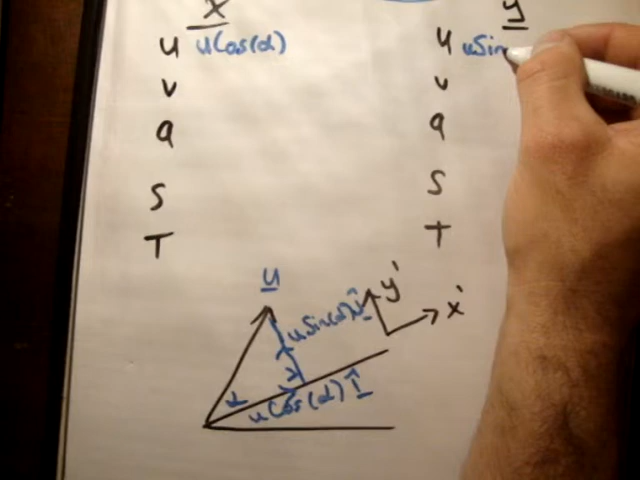 x y
u uCos(α) u uSin
v v
a a
S S
T T
u y' x'
uSin(α)ĵ
α uCos(α) î